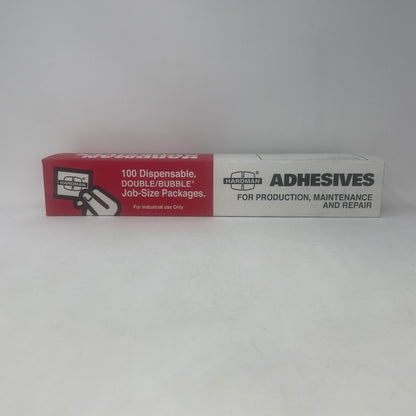 HARDMAN
HARDMAN®
100 Dispensable,
DOUBLE/BUBBLE®
Job-Size Packages.
For Industrial use Only
HARDMAN®
ADHESIVES
FOR PRODUCTION, MAINTENANCE
AND REPAIR